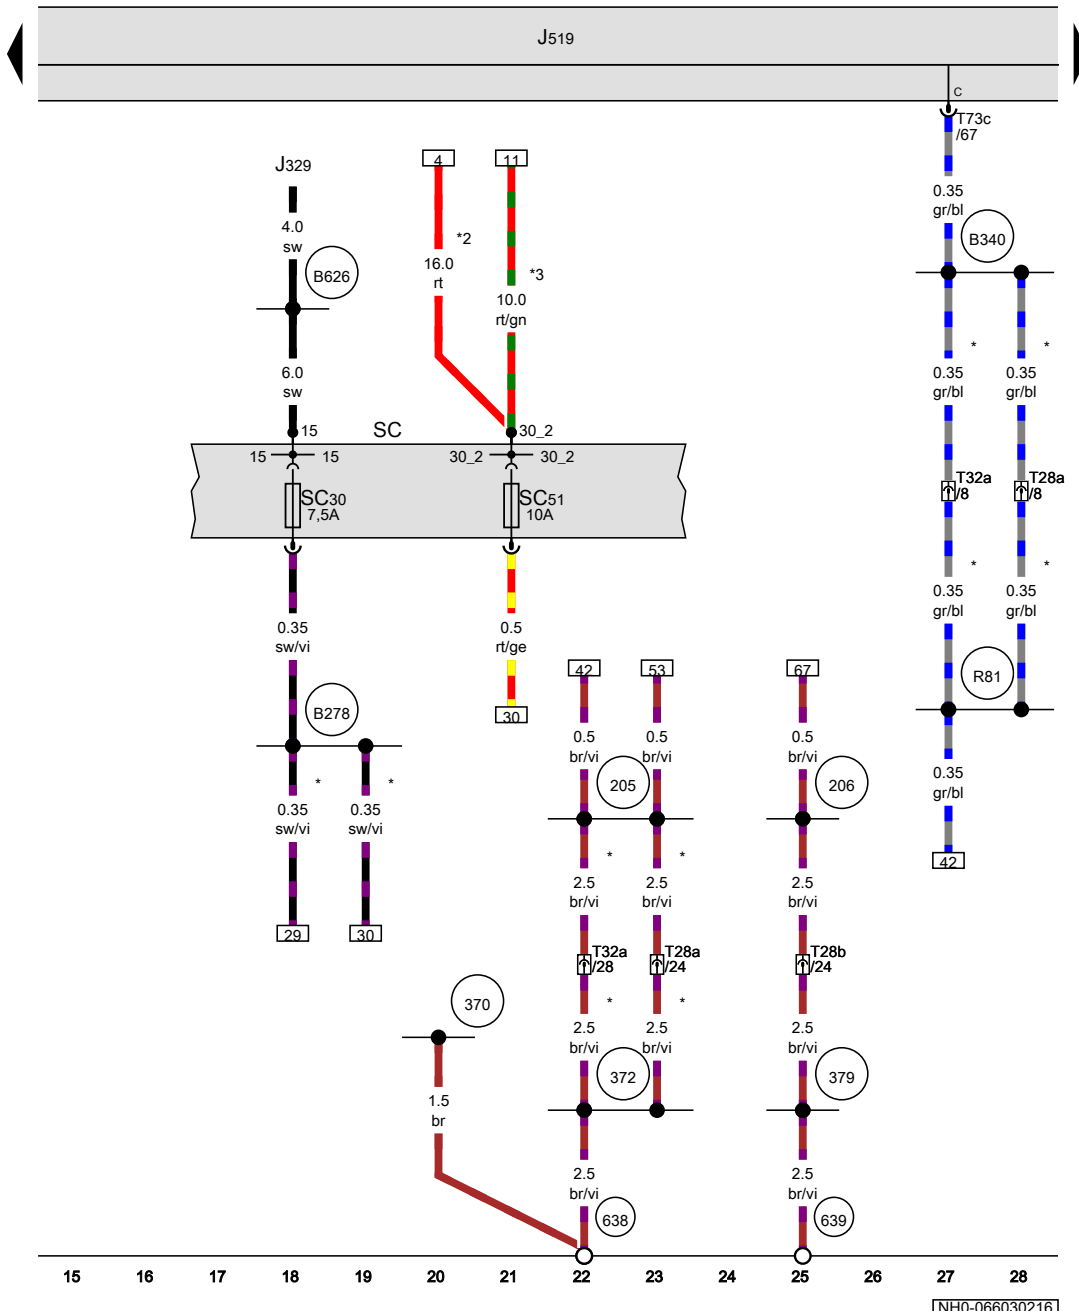 J519
C
T73c
/67
J329
4
11
0.35
gr/bl
4.0
sw
*2
B340
B626
16.0
rt
*3
10.0
rt/gn
*
*
6.0
sw
0.35
gr/bl
0.35
gr/bl
15
SC
30_2
15
15
30_2
30_2
T32a
/8
T28a
/8
SC30
7,5A
SC51
10A
*
*
0.35
gr/bl
0.35
gr/bl
0.35
sw/vi
0.5
rt/ge
42
53
67
R81
B278
30
0.5
br/vi
0.5
br/vi
0.5
br/vi
*
*
205
206
0.35
gr/bl
0.35
sw/vi
0.35
sw/vi
*
*
42
2.5
br/vi
2.5
br/vi
2.5
br/vi
29
30
T32a
/28
T28a
/24
T28b
/24
370
*
*
2.5
br/vi
2.5
br/vi
2.5
br/vi
372
379
1.5
br
2.5
br/vi
2.5
br/vi
638
639
15 16 17 18 19 20 21 22 23 24 25 26 27 28
NH0-066030216